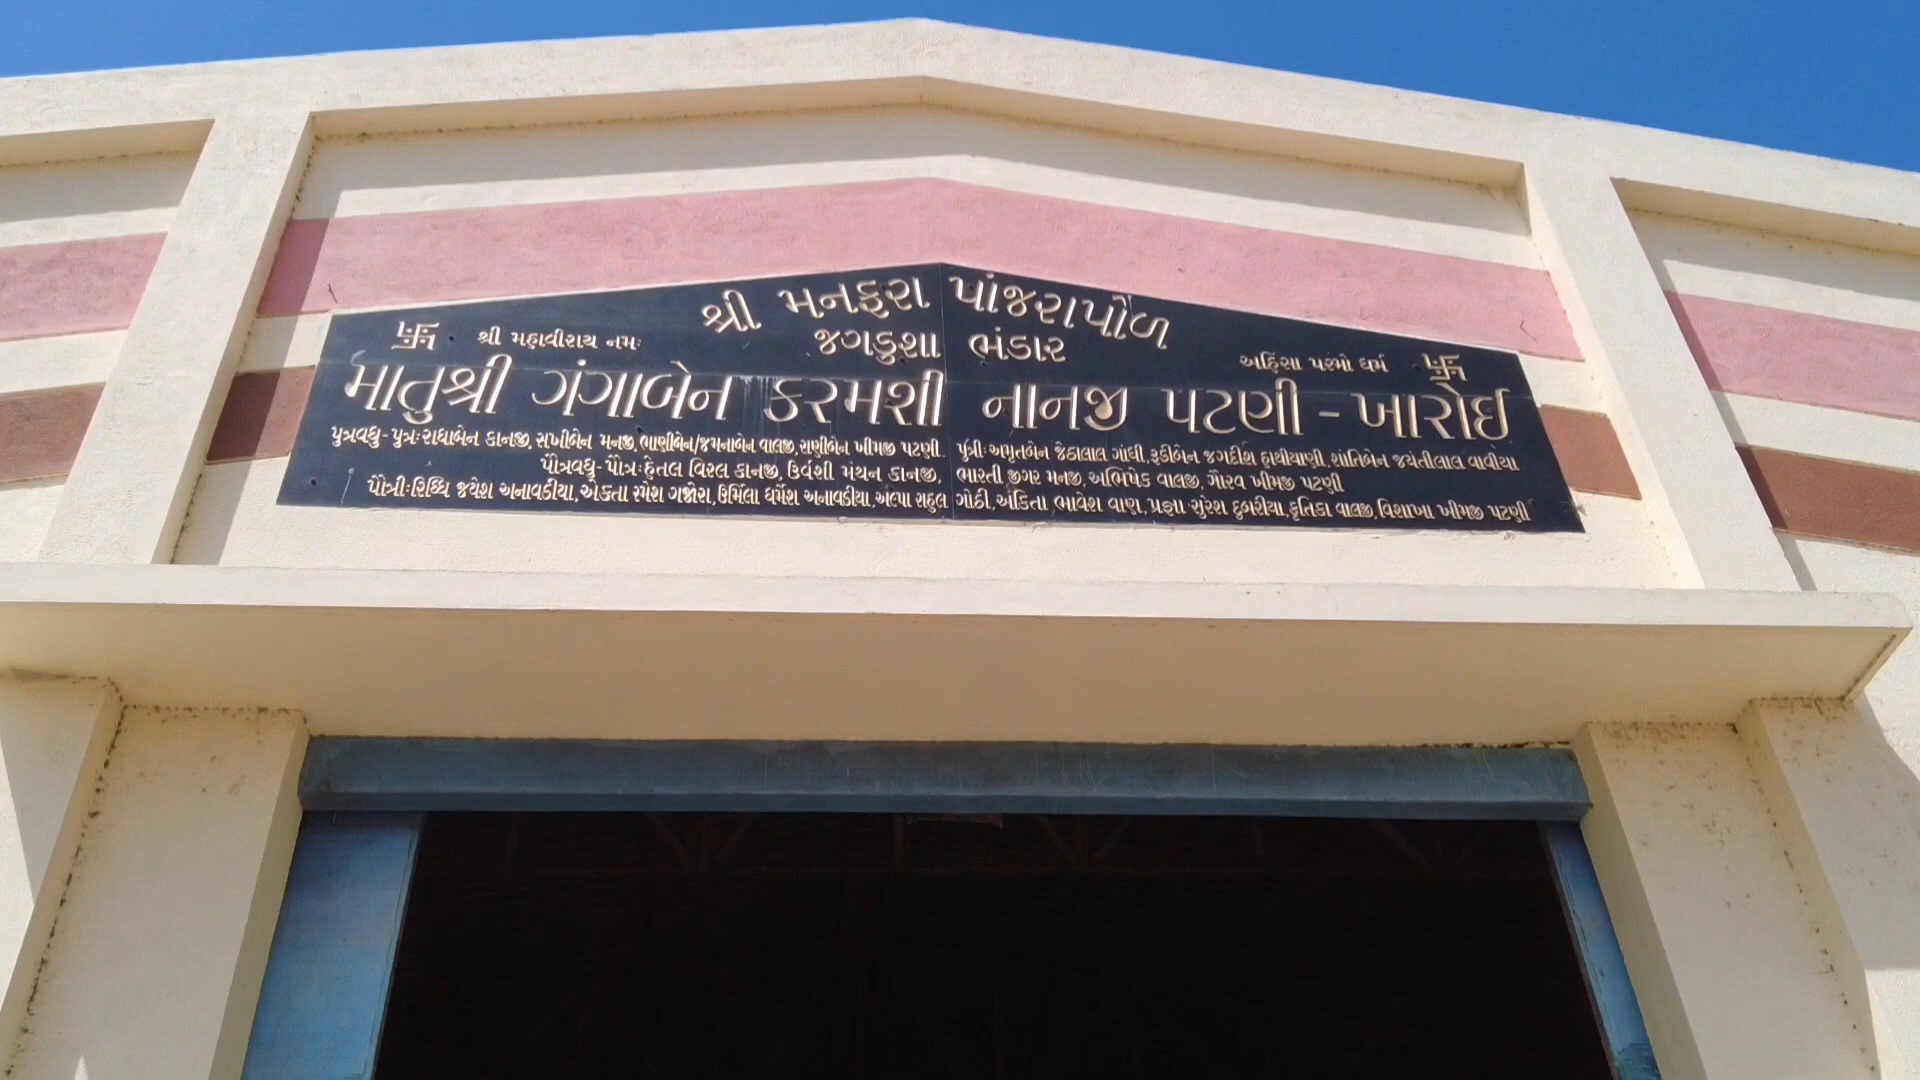 શ્રી મનફરા પાંજરાપોળ
જગડુશા ભંડાર
શ્રી મહાવીરાય નમઃ
અહિંસા પરમો ધર્મ
માતુશ્રી ગંગાબેન કરમશી નાનજી પટણી - ખારોઈ
પુત્રવધુ - પુત્રઃ રાધાબેન કાનજી, સખીબેન મનજી, ભાણીબેન/જમનાબેન વાલજી, રાણીબેન ખીમજી પટણી. પુત્રીઃ અમૃતબેન જેઠાલાલ ગાંધી, રૂડીબેન જગદીશ હાથીયાણી, શાંતિબેન જયંતીલાલ વાવીયા
પૌત્રવધુ - પૌત્રઃ હેતલ વિરલ કાનજી, ઉર્વશી મંથન કાનજી, ભારતી જીગર મનજી, અભિષેક વાલજી, ગૌરવ ખીમજી પટણી
પૌત્રીઃ રિધ્ધિ જયેશ અનાવડીયા, એકતા રમેશ ગજોરા, ઉર્મિલા ધર્મેશ અનાવડીયા, અલ્પા રાહુલ ગોઠી, અંકિતા ભાવેશ વાણ, પ્રજ્ઞા સુરેશ દુબરીયા, કૃતિકા વાલજી, વિશાખા ખીમજી પટણી